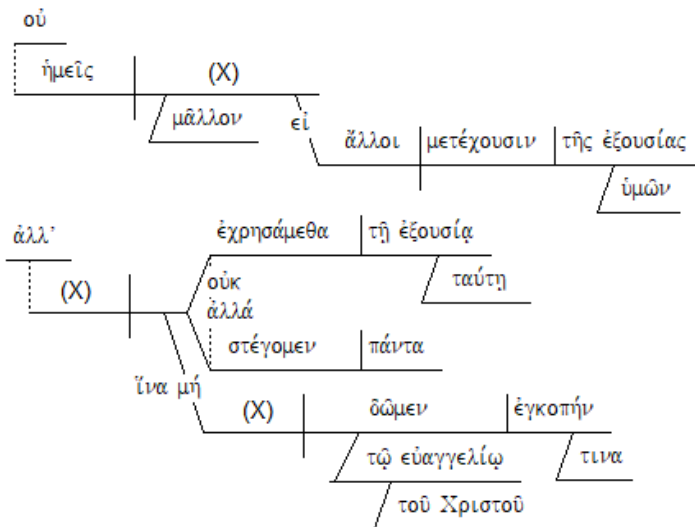 οὐ
ἡμεῖς (X)
μᾶλλον εἰ
ἄλλοι μετέχουσιν τῆς ἐξουσίας
ὑμῶν
ἀλλ' ἐχρησάμεθα τῇ ἐξουσίᾳ
(X) οὐκ ταύτῃ
ἀλλά
στέγομεν πάντα
ἵνα μή
(X) δῶμεν ἐγκοπήν
τῷ εὐαγγελίῳ τινα
τοῦ Χριστοῦ